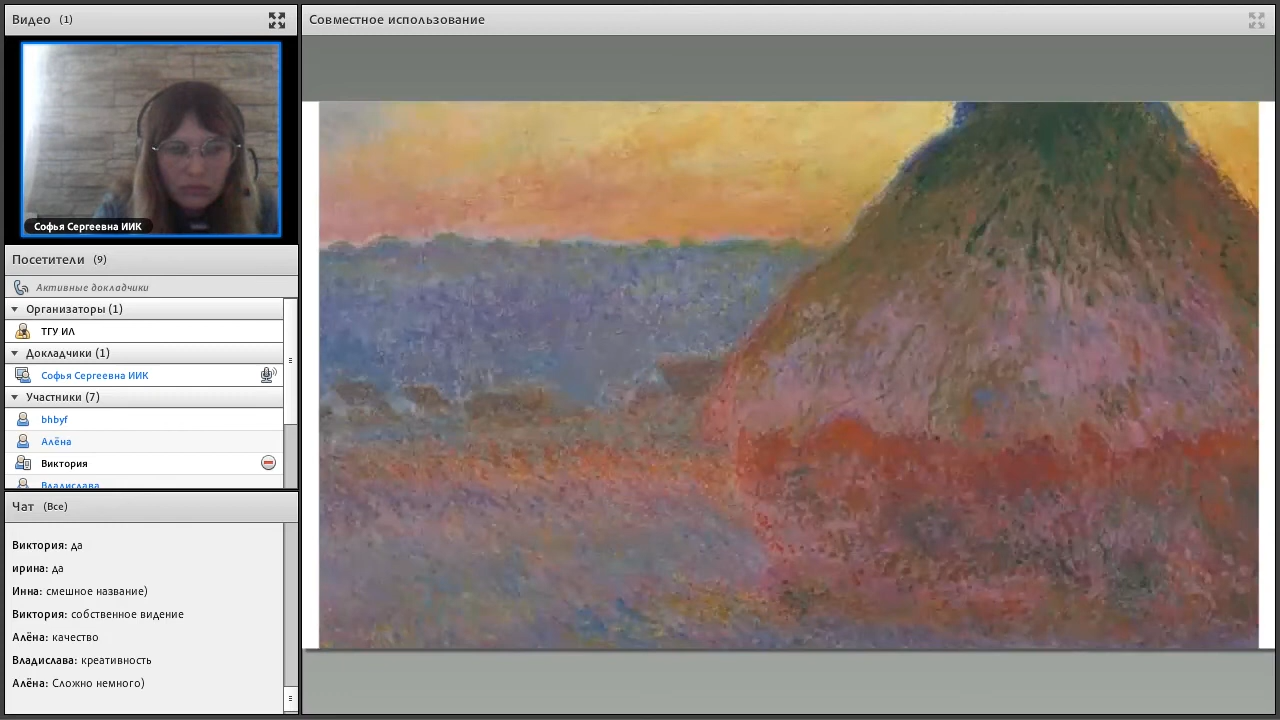 Видео (1)
Софья Сергеевна ИИК
Посетители (9)
Активные докладчики
Организаторы (1)
ТГУ ИЛ
Докладчики (1)
Софья Сергеевна ИИК
Участники (7)
bhbyf
Алёна
Виктория
Владислава
Чат (Все)
Виктория: да
ирина: да
Инна: смешное название)
Виктория: собственное видение
Алёна: качество
Владислава: креативность
Алёна: Сложно немного)
Совместное использование